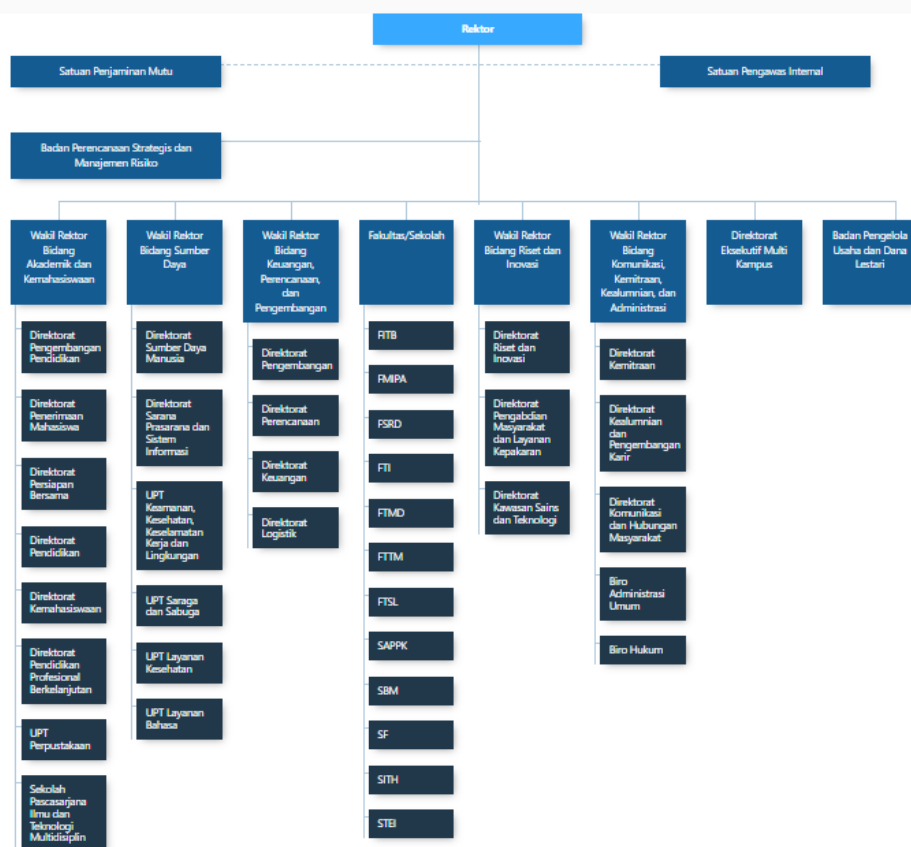 Rektor
Satuan Penjaminan Mutu
Satuan Pengawas Internal
Badan Perencanaan Strategis dan
Manajemen Risiko
Wakil Rektor
Bidang
Akademik dan
Kemahasiswaan
Direktorat
Pengembangan
Pendidikan
Direktorat
Penerimaan
Mahasiswa
Direktorat
Persiapan
Bersama
Direktorat
Pendidikan
Direktorat
Kemahasiswaan
Direktorat
Pendidikan
Profesional
Berkelanjutan
UPT
Perpustakaan
Sekolah
Pascasarjana
Ilmu dan
Teknologi
Multidisiplin
Wakil Rektor
Bidang Sumber
Daya
Direktorat
Sumber Daya
Manusia
Direktorat
Sarana
Prasarana dan
Sistem
Informasi
UPT
Keamanan,
Kesehatan,
Keselamatan
Kerja dan
Lingkungan
UPT Saraga
dan Sabuga
UPT Layanan
Kesehatan
UPT Layanan
Bahasa
Wakil Rektor
Bidang
Keuangan,
Perencanaan,
dan
Pengembangan
Direktorat
Pengembangan
Direktorat
Perencanaan
Direktorat
Keuangan
Direktorat
Logistik
Fakultas/Sekolah
FITB
FMIPA
FSRD
FTI
FTMD
FTTM
FTSL
SAPPK
SBM
SF
SITH
STEI
Wakil Rektor
Bidang Riset dan
Inovasi
Direktorat
Riset dan
Inovasi
Direktorat
Pengabdian
Masyarakat
dan Layanan
Kepakaran
Direktorat
Kawasan Sains
dan Teknologi
Wakil Rektor
Bidang
Komunikasi,
Kemitraan,
Kealumnian, dan
Administrasi
Direktorat
Kemitraan
Direktorat
Kealumnian
dan
Pengembangan
Karir
Direktorat
Komunikasi
dan Hubungan
Masyarakat
Biro
Administrasi
Umum
Biro Hukum
Direktorat
Eksekutif Multi
Kampus
Badan Pengelola
Usaha dan Dana
Lestari